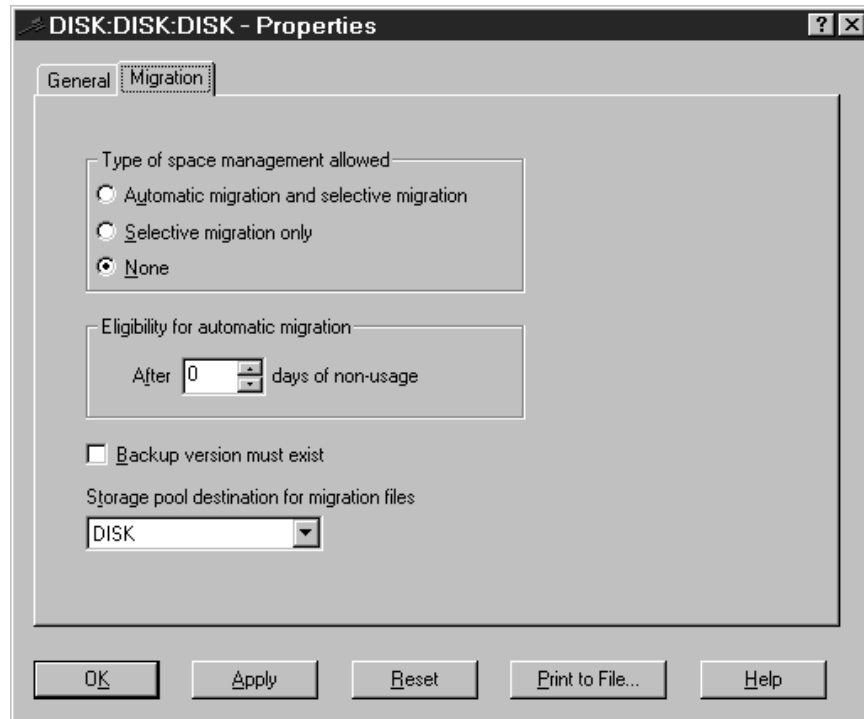 DISK:DISK:DISK - Properties
General Migration
Type of space management allowed
Automatic migration and selective migration
Selective migration only
None
Eligibility for automatic migration
After 0 days of non-usage
Backup version must exist
Storage pool destination for migration files
DISK
OK Apply Reset Print to File... Help